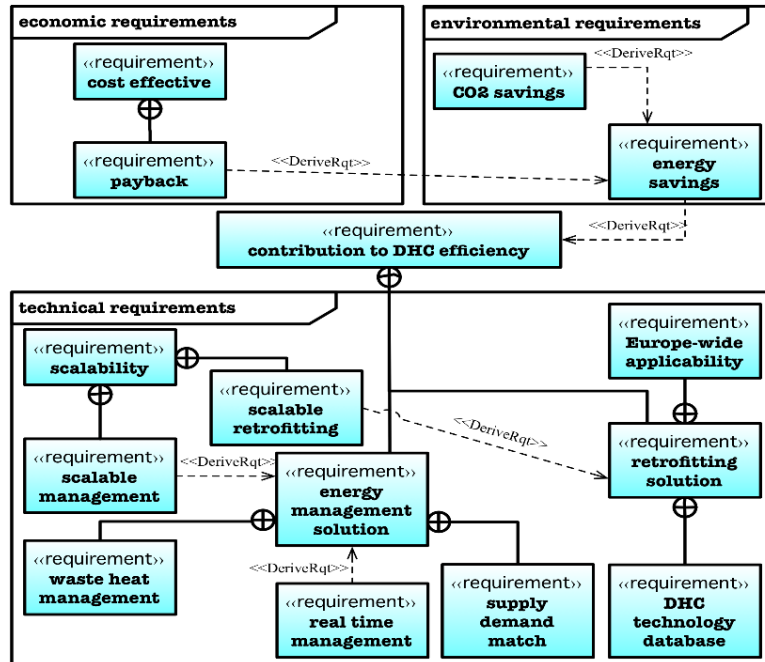 economic requirements
‹‹requirement››
cost effective
‹‹requirement››
payback
environmental requirements
‹‹requirement››
CO2 savings
<<DeriveRqt>>
‹‹requirement››
energy
savings
<<DeriveRqt>>
<<DeriveRqt>>
‹‹requirement››
contribution to DHC efficiency
technical requirements
‹‹requirement››
scalability
‹‹requirement››
scalable
retrofitting
‹‹requirement››
Europe-wide
applicability
‹‹requirement››
scalable
management
<<DeriveRqt>>
‹‹requirement››
energy
management
solution
<<DeriveRqt>>
‹‹requirement››
retrofitting
solution
‹‹requirement››
waste heat
management
<<DeriveRqt>>
‹‹requirement››
real time
management
‹‹requirement››
supply
demand
match
‹‹requirement››
DHC
technology
database